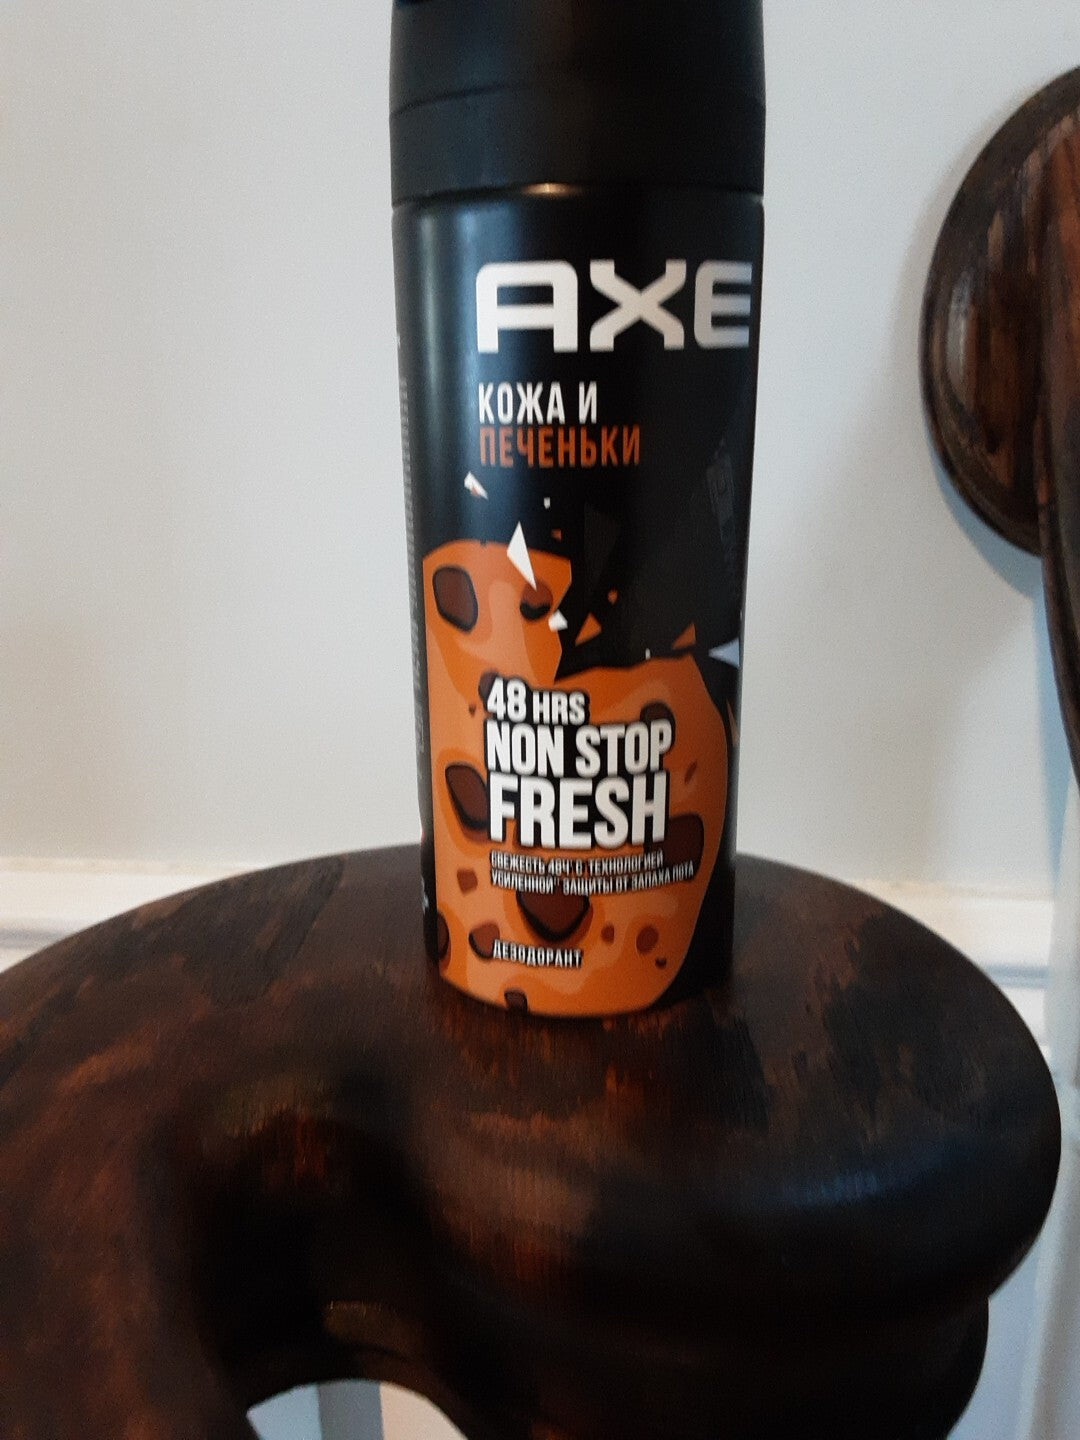 AXE
КОЖА И
ПЕЧЕНЬКИ
48 HRS
NON STOP
FRESH
СВЕЖЕСТЬ 48Ч* С ТЕХНОЛОГИЕЙ
УСИЛЕННОЙ* ЗАЩИТЫ ОТ ЗАПАХА ПОТА
ДЕЗОДОРАНТ